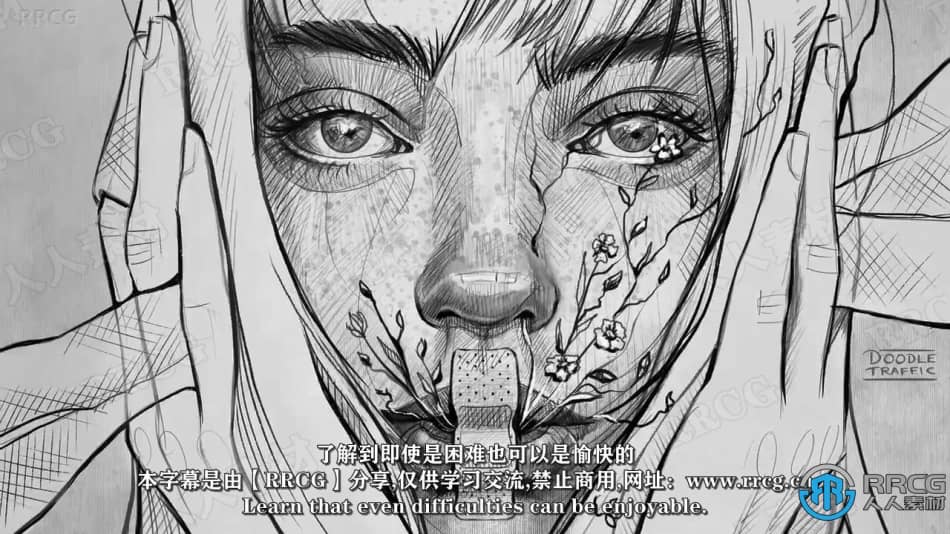 RRCG
DOODLE
TRAFFIC
了解到即使是困难也可以是愉快的
本字幕是由【RRCG】分享,仅供学习交流,禁止商用,网址：www.rrcg.c
Learn that even difficulties can be enjoyable.
RRCG
人人素材